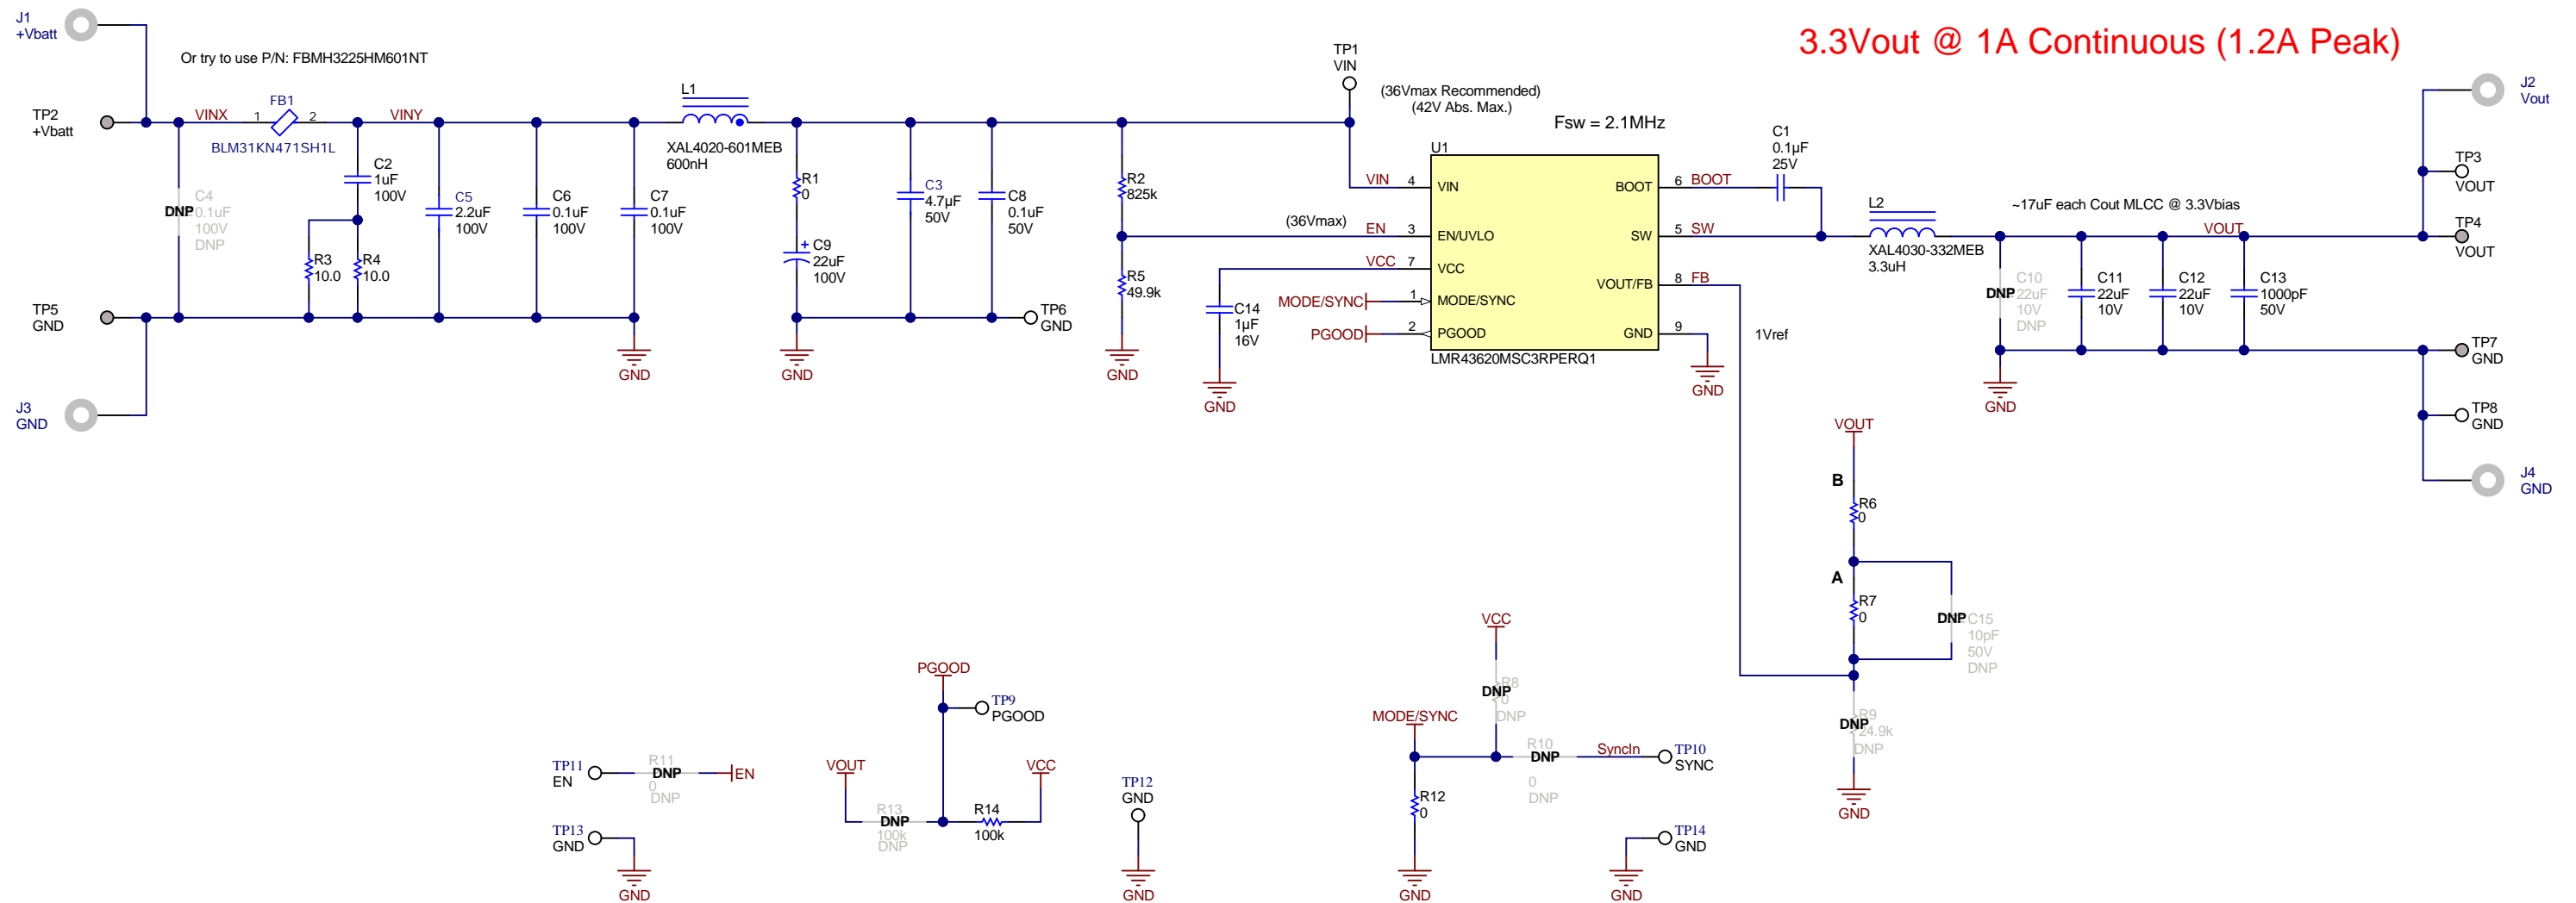 J1
+Vbatt
Or try to use P/N: FBMH3225HM601NT
TP2
+Vbatt
VINX
FB1
1
2
BLM31KN471SH1L
VINY
C4
0.1uF
100V
DNP
DNP
C2
1uF
100V
R3
10.0
R4
10.0
C5
2.2uF
100V
C6
0.1uF
100V
C7
0.1uF
100V
L1
XAL4020-601MEB
600nH
TP5
GND
J3
GND
GND
R1
0
+
C9
22uF
100V
C3
4.7µF
50V
C8
0.1uF
50V
TP6
GND
GND
R2
825k
R5
49.9k
GND
TP1
VIN
(36Vmax Recommended)
(42V Abs. Max.)
Fsw = 2.1MHz
3.3Vout @ 1A Continuous (1.2A Peak)
(36Vmax)
U1
VIN
4
VIN
EN
3
EN/UVLO
VCC
7
VCC
MODE/SYNC
1
MODE/SYNC
PGOOD
2
PGOOD
BOOT
6
BOOT
SW
5
SW
VOUT/FB
8
FB
GND
9
LMR43620MSC3RPERQ1
GND
1Vref
C14
1µF
16V
GND
C1
0.1µF
25V
L2
XAL4030-332MEB
3.3uH
~17uF each Cout MLCC @ 3.3Vbias
VOUT
C10
22uF
10V
DNP
DNP
C11
22uF
10V
C12
22uF
10V
C13
1000pF
50V
GND
J2
Vout
TP3
VOUT
TP4
VOUT
TP7
GND
TP8
GND
J4
GND
VOUT
B
R6
0
A
R7
0
DNP
C15
10pF
50V
DNP
DNP
R9
24.9k
DNP
GND
TP11
EN
R11
DNP
0
DNP
EN
TP13
GND
GND
PGOOD
TP9
PGOOD
VOUT
VCC
R13
DNP
100k
DNP
R14
100k
TP12
GND
GND
VCC
DNP
R8
0
DNP
MODE/SYNC
R10
DNP
0
DNP
SyncIn
TP10
SYNC
R12
0
GND
TP14
GND
GND